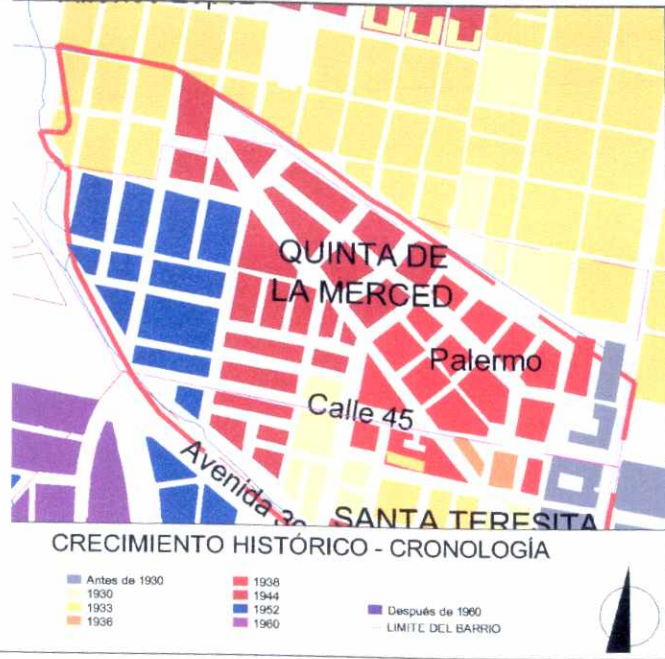 QUINTA DE
LA MERCED
Palermo
Calle 45
Avenida 3
SANTA TERESITA
CRECIMIENTO HISTÓRICO - CRONOLOGÍA
Antes de 1930
1930
1933
1936
1938
1944
1952
1960
Después de 1960
LIMITE DEL BARRIO